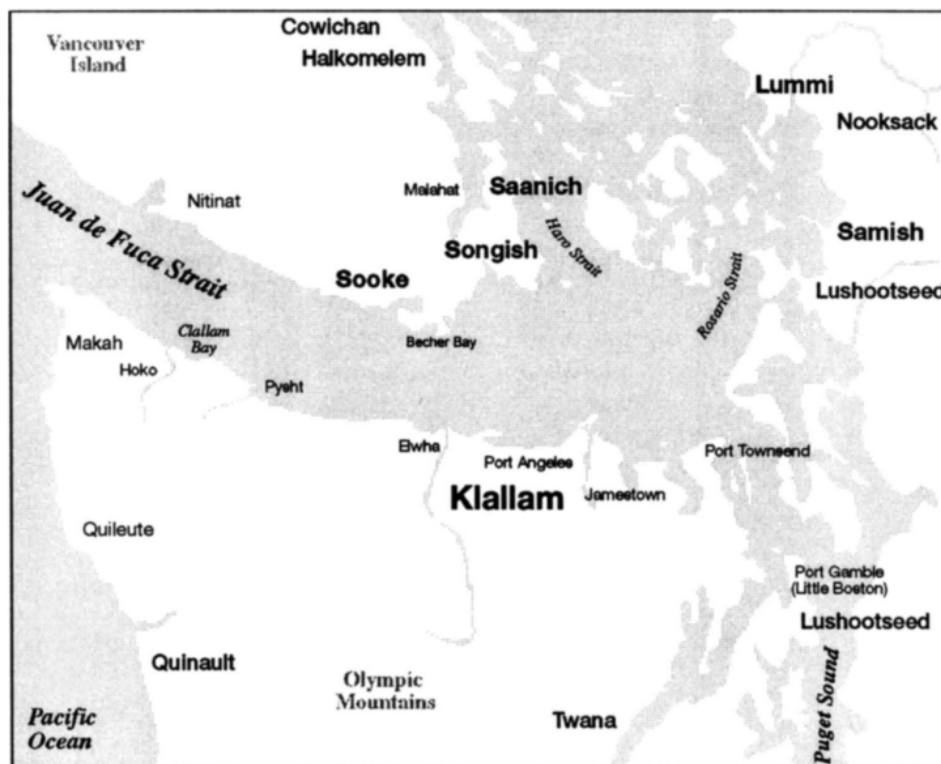 Cowichan
Vancouver
Island
Halkomelem
Lummi
Nooksack
Juan de Fuca Strait
Nitinat
Malahat
Saanich
Haro Strait
Songish
Samish
Sooke
Rosario Strait
Lushootseed
Clallam
Bay
Makah
Becher Bay
Hoko
Pysht
Elwha
Port Angeles
Port Townsend
Klallam
Jamestown
Quileute
Port Gamble
(Little Boston)
Lushootseed
Quinault
Olympic
Mountains
Puget Sound
Pacific
Ocean
Twana